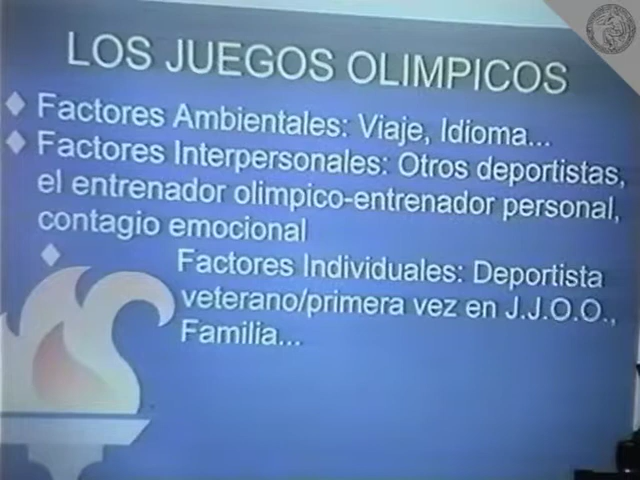 LOS JUEGOS OLIMPICOS
Factores Ambientales: Viaje, Idioma...
Factores Interpersonales: Otros deportistas,
el entrenador olimpico-entrenador personal,
contagio emocional
Factores Individuales: Deportista
veterano/primera vez en J.J.O.O.,
Familia...